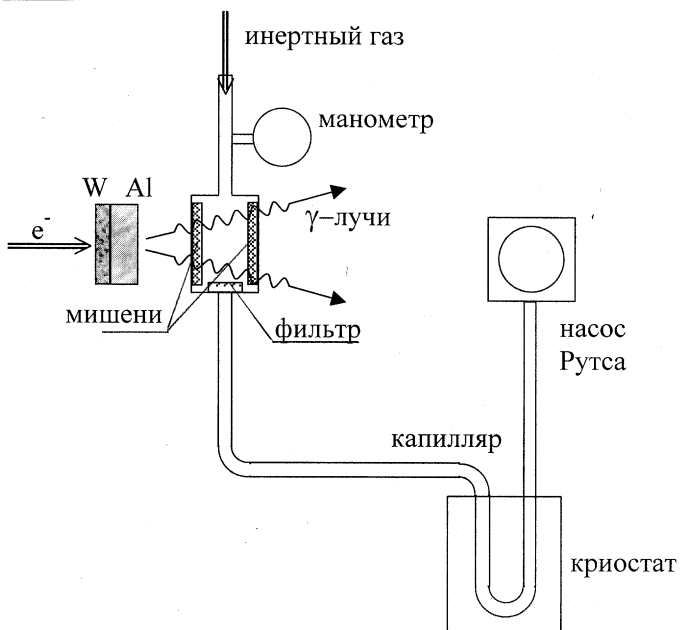 инертный газ
манометр
W Al
e-
γ–лучи
мишени
фильтр
насос
Рутса
капилляр
криостат